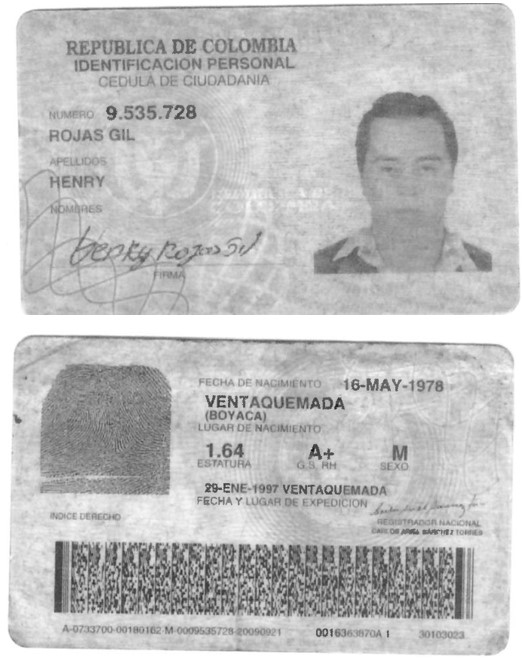 REPUBLICA DE COLOMBIA
IDENTIFICACION PERSONAL
CEDULA DE CIUDADANIA
NUMERO 9.535.728
ROJAS GIL
APELLIDOS
HENRY
NOMBRES
Henry Rojas Gil
FIRMA
FECHA DE NACIMIENTO 16-MAY-1978
VENTAQUEMADA
(BOYACA)
LUGAR DE NACIMIENTO
1.64 A+ M
ESTATURA G.S. RH SEXO
29-ENE-1997 VENTAQUEMADA
FECHA Y LUGAR DE EXPEDICION
INDICE DERECHO
REGISTRADOR NACIONAL
CARLOS ARIEL SANCHEZ TORRES
A-0733700-00180162-M-0009535728-20090921 0016363870A 1 30103023